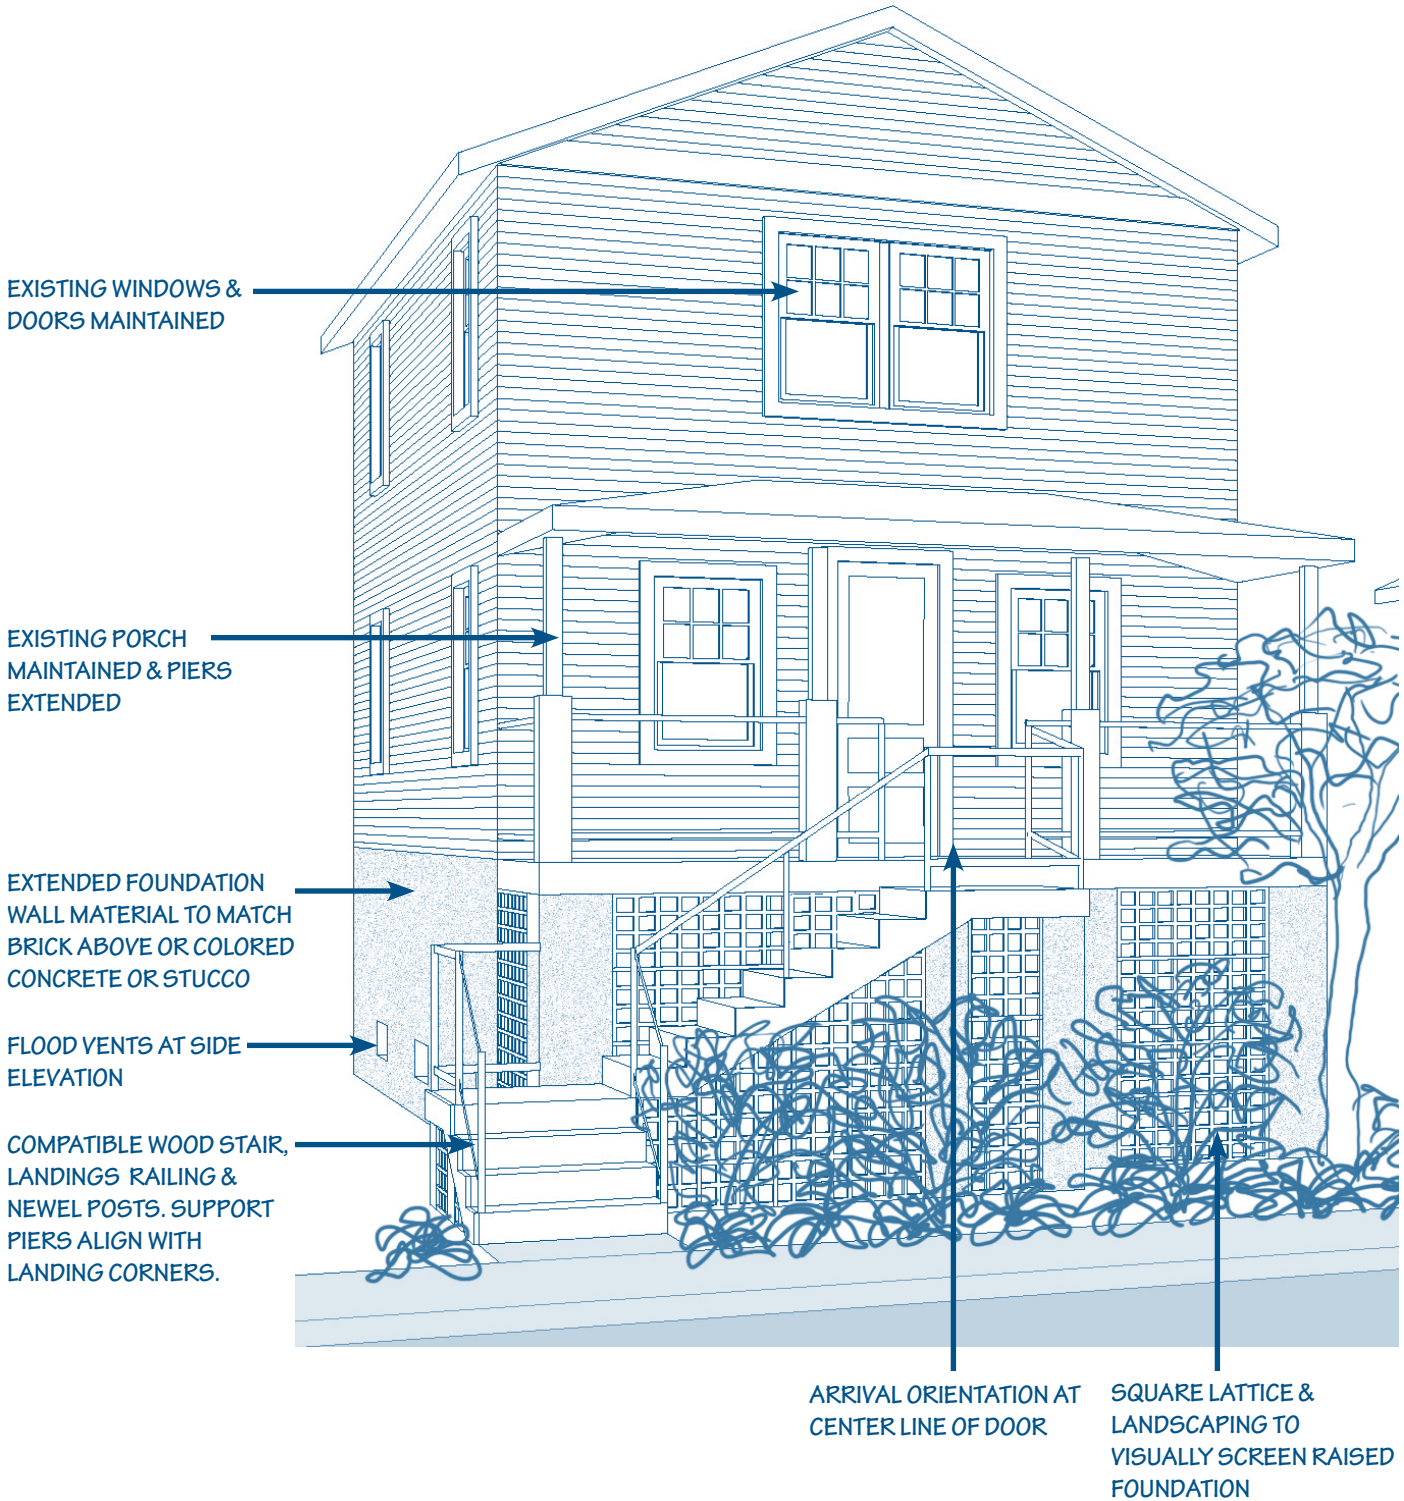 EXISTING WINDOWS &
DOORS MAINTAINED
EXISTING PORCH
MAINTAINED & PIERS
EXTENDED
EXTENDED FOUNDATION
WALL MATERIAL TO MATCH
BRICK ABOVE OR COLORED
CONCRETE OR STUCCO
FLOOD VENTS AT SIDE
ELEVATION
COMPATIBLE WOOD STAIR,
LANDINGS RAILING &
NEWEL POSTS. SUPPORT
PIERS ALIGN WITH
LANDING CORNERS.
ARRIVAL ORIENTATION AT
CENTER LINE OF DOOR
SQUARE LATTICE &
LANDSCAPING TO
VISUALLY SCREEN RAISED
FOUNDATION